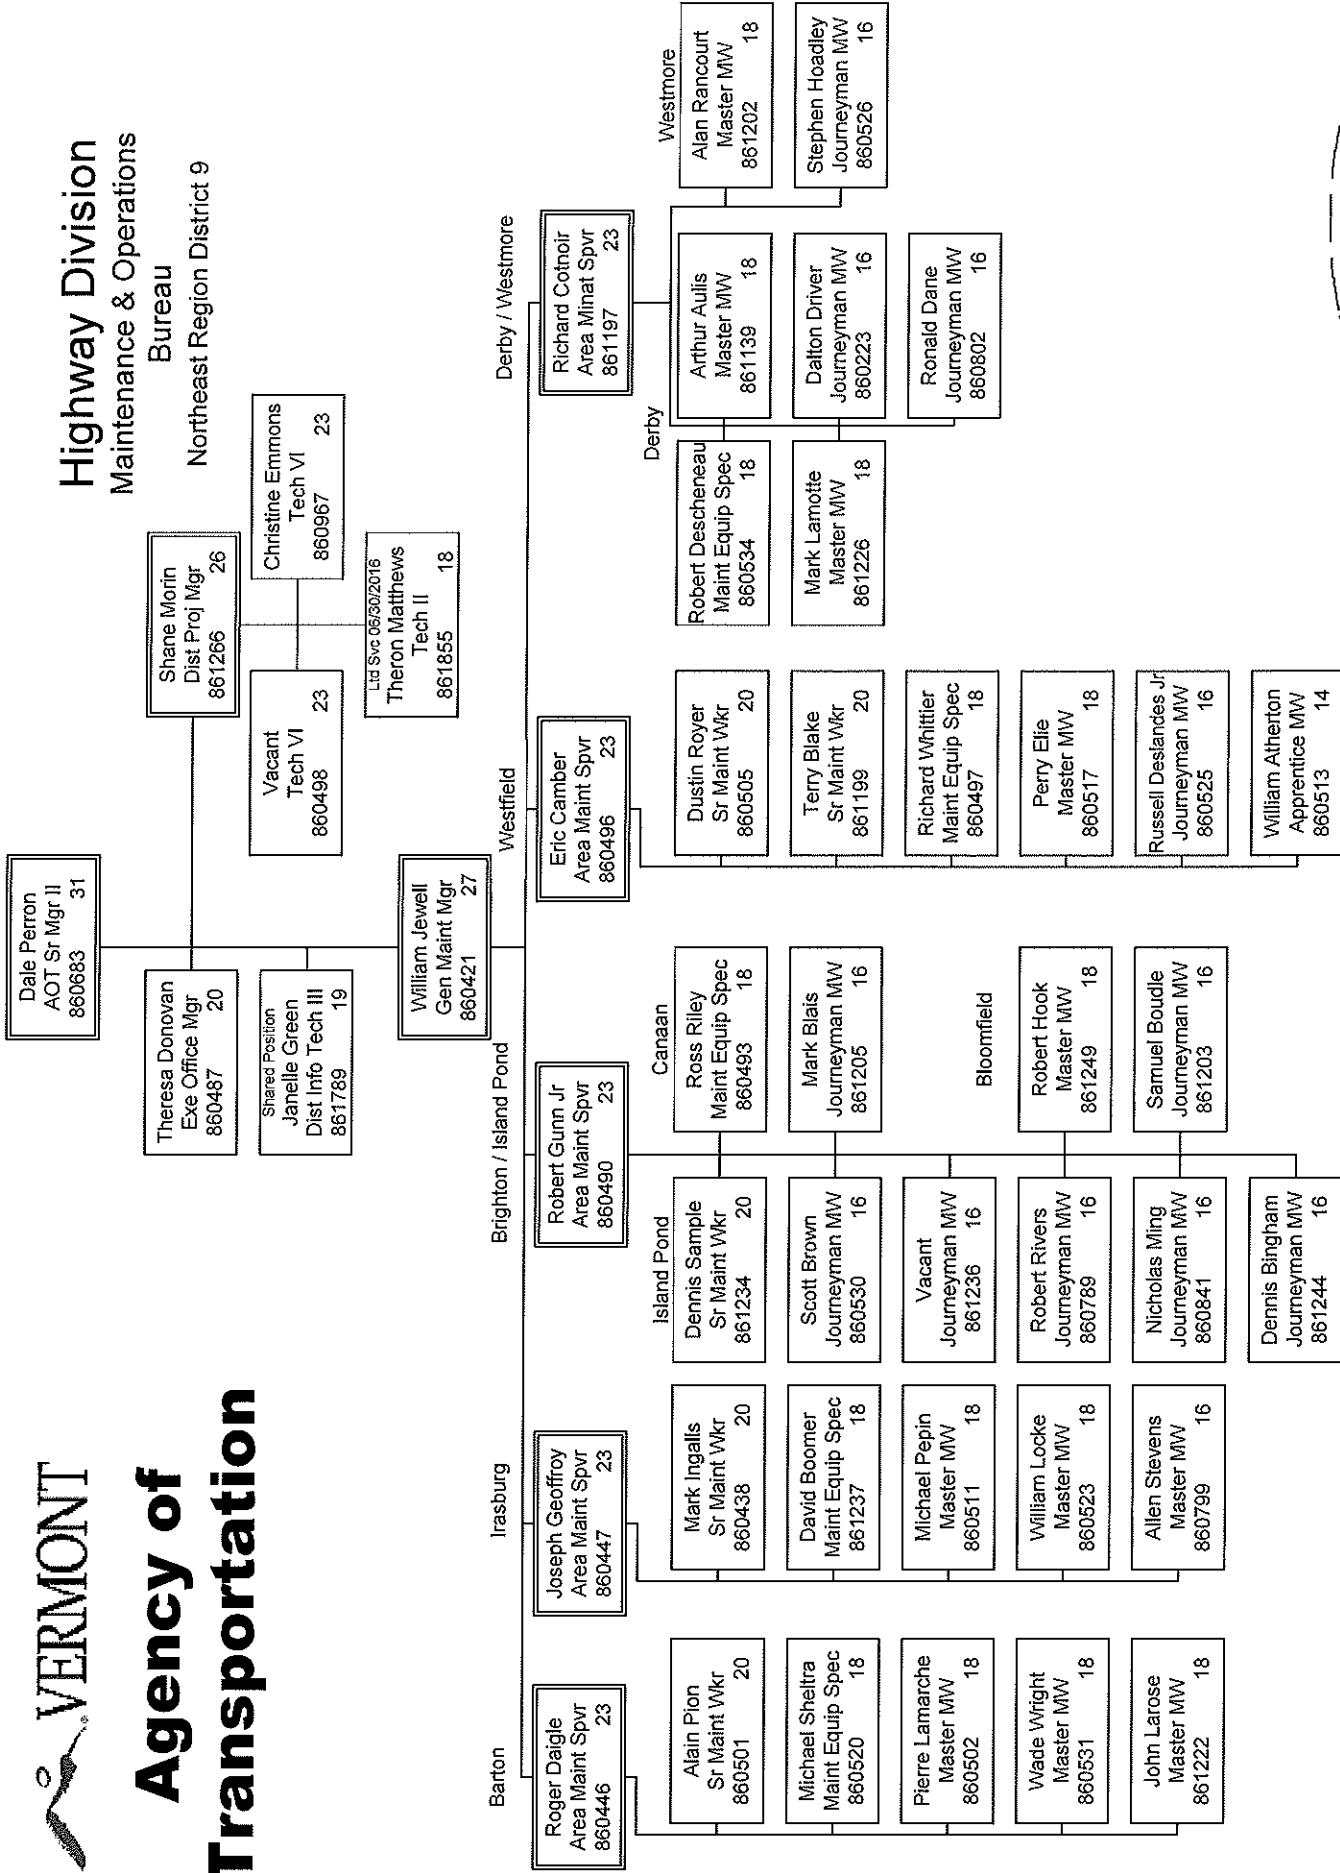 VERMONT
Agency of
Transportation
Highway Division
Maintenance & Operations
Bureau
Northeast Region District 9
Dale Perron
AOT Sr Mgr II
860683 31
Theresa Donovan
Exe Office Mgr
860487 20
Shared Position
Janelle Green
Dist Info Tech III
861789 19
Shane Morin
Dist Proj Mgr
861266 26
Vacant
Tech VI
860498 23
Christine Emmons
Tech VI
860967 23
Ltd Svc 06/30/2016
Theron Matthews
Tech II
861855 18
William Jewell
Gen Maint Mgr
860421 27
Barton
Roger Daigle
Area Maint Spvr
860446 23
Alain Pion
Sr Maint Wkr
860501 20
Michael Sheltra
Maint Equip Spec
860520 18
Pierre Lamarche
Master MW
860502 18
Wade Wright
Master MW
860531 18
John Larose
Master MW
861222 18
Irasburg
Joseph Geoffroy
Area Maint Spvr
860447 23
Mark Ingalls
Sr Maint Wkr
860438 20
David Boomer
Maint Equip Spec
861237 18
Michael Pepin
Master MW
860511 18
William Locke
Master MW
860523 18
Allen Stevens
Master MW
860799 16
Brighton / Island Pond
Robert Gunn Jr
Area Maint Spvr
860490 23
Island Pond
Dennis Sample
Sr Maint Wkr
861234 20
Scott Brown
Journeyman MW
860530 16
Vacant
Journeyman MW
861236 16
Robert Rivers
Journeyman MW
860789 16
Nicholas Ming
Journeyman MW
860841 16
Dennis Bingham
Journeyman MW
861244 16
Canaan
Ross Riley
Maint Equip Spec
860493 18
Mark Blais
Journeyman MW
861205 16
Bloomfield
Robert Hook
Master MW
861249 18
Samuel Boudle
Journeyman MW
861203 16
Westfield
Eric Camber
Area Maint Spvr
860496 23
Dustin Royer
Sr Maint Wkr
860505 20
Terry Blake
Sr Maint Wkr
861199 20
Richard Whittier
Maint Equip Spec
860497 18
Perry Elie
Master MW
860517 18
Russell Deslandes Jr
Journeyman MW
860525 16
William Atherton
Apprentice MW
860513 14
Derby / Westmore
Richard Cotnoir
Area Minat Spvr
861197 23
Derby
Robert Descheneau
Maint Equip Spec
860534 18
Mark Lamotte
Master MW
861226 18
Arthur Aulis
Master MW
861139 18
Dalton Driver
Journeyman MW
860223 16
Ronald Dane
Journeyman MW
860802 16
Westmore
Alan Rancourt
Master MW
861202 18
Stephen Hoadley
Journeyman MW
860526 16